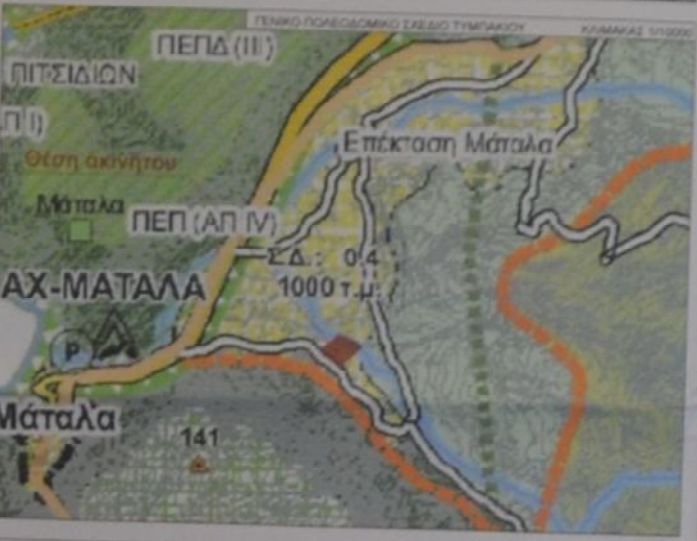 ΓΕΝΙΚΟ ΠΟΛΕΟΔΟΜΙΚΟ ΣΧΕΔΙΟ ΤΥΜΠΑΚΙΟΥ
ΚΛΙΜΑΚΑΣ 1/10000
ΠΕΠΔ (ΙΙΙ)
ΠΙΤΣΙΔΙΩΝ
Π Ι)
Επέκταση Μάταλα
Θέση ακινήτου
Μάταλα
ΠΕΠ (ΑΠ IV)
Σ.Δ.: 0,4
1000 τ.μ.
ΑΧ-ΜΑΤΑΛΑ
P
Μάταλα
141